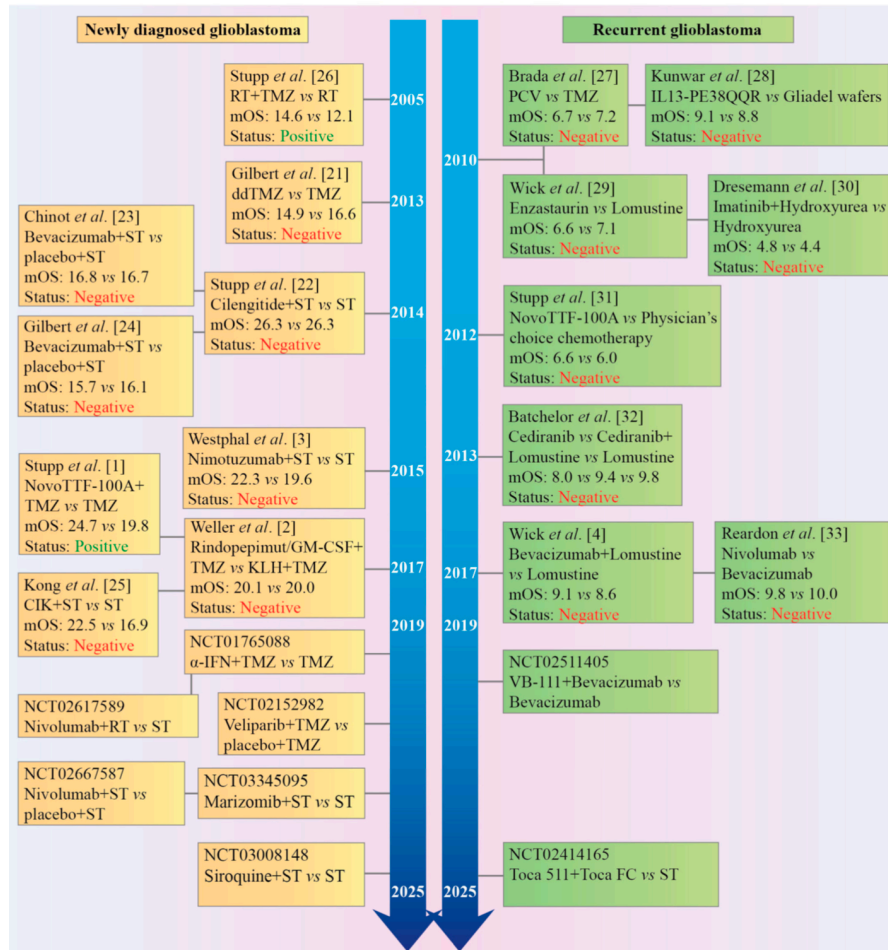 Newly diagnosed glioblastoma
Stupp et al. [26]
RT+TMZ vs RT
mOS: 14.6 vs 12.1
Status: Positive
Gilbert et al. [21]
ddTMZ vs TMZ
mOS: 14.9 vs 16.6
Status: Negative
Chinot et al. [23]
Bevacizumab+ST vs
placebo+ST
mOS: 16.8 vs 16.7
Status: Negative
Stupp et al. [22]
Cilengitide+ST vs ST
mOS: 26.3 vs 26.3
Status: Negative
Gilbert et al. [24]
Bevacizumab+ST vs
placebo+ST
mOS: 15.7 vs 16.1
Status: Negative
Westphal et al. [3]
Nimotuzumab+ST vs ST
mOS: 22.3 vs 19.6
Status: Negative
Stupp et al. [1]
NovoTTF-100A+
TMZ vs TMZ
mOS: 24.7 vs 19.8
Status: Positive
Weller et al. [2]
Rindopepimut/GM-CSF+
TMZ vs KLH+TMZ
mOS: 20.1 vs 20.0
Status: Negative
Kong et al. [25]
CIK+ST vs ST
mOS: 22.5 vs 16.9
Status: Negative
NCT01765088
α-IFN+TMZ vs TMZ
NCT02617589
Nivolumab+RT vs ST
NCT02152982
Veliparib+TMZ vs
placebo+TMZ
NCT02667587
Nivolumab+ST vs
placebo+ST
NCT03345095
Marizomib+ST vs ST
NCT03008148
Siroquine+ST vs ST
2005
2013
2014
2015
2017
2019
2025
2010
2012
2013
2017
2019
2025
Recurrent glioblastoma
Brada et al. [27]
PCV vs TMZ
mOS: 6.7 vs 7.2
Status: Negative
Kunwar et al. [28]
IL13-PE38QQR vs Gliadel wafers
mOS: 9.1 vs 8.8
Status: Negative
Wick et al. [29]
Enzastaurin vs Lomustine
mOS: 6.6 vs 7.1
Status: Negative
Dresemann et al. [30]
Imatinib+Hydroxyurea vs
Hydroxyurea
mOS: 4.8 vs 4.4
Status: Negative
Stupp et al. [31]
NovoTTF-100A vs Physician's
choice chemotherapy
mOS: 6.6 vs 6.0
Status: Negative
Batchelor et al. [32]
Cediranib vs Cediranib+
Lomustine vs Lomustine
mOS: 8.0 vs 9.4 vs 9.8
Status: Negative
Wick et al. [4]
Bevacizumab+Lomustine
vs Lomustine
mOS: 9.1 vs 8.6
Status: Negative
Reardon et al. [33]
Nivolumab vs
Bevacizumab
mOS: 9.8 vs 10.0
Status: Negative
NCT02511405
VB-111+Bevacizumab vs
Bevacizumab
NCT02414165
Toca 511+Toca FC vs ST